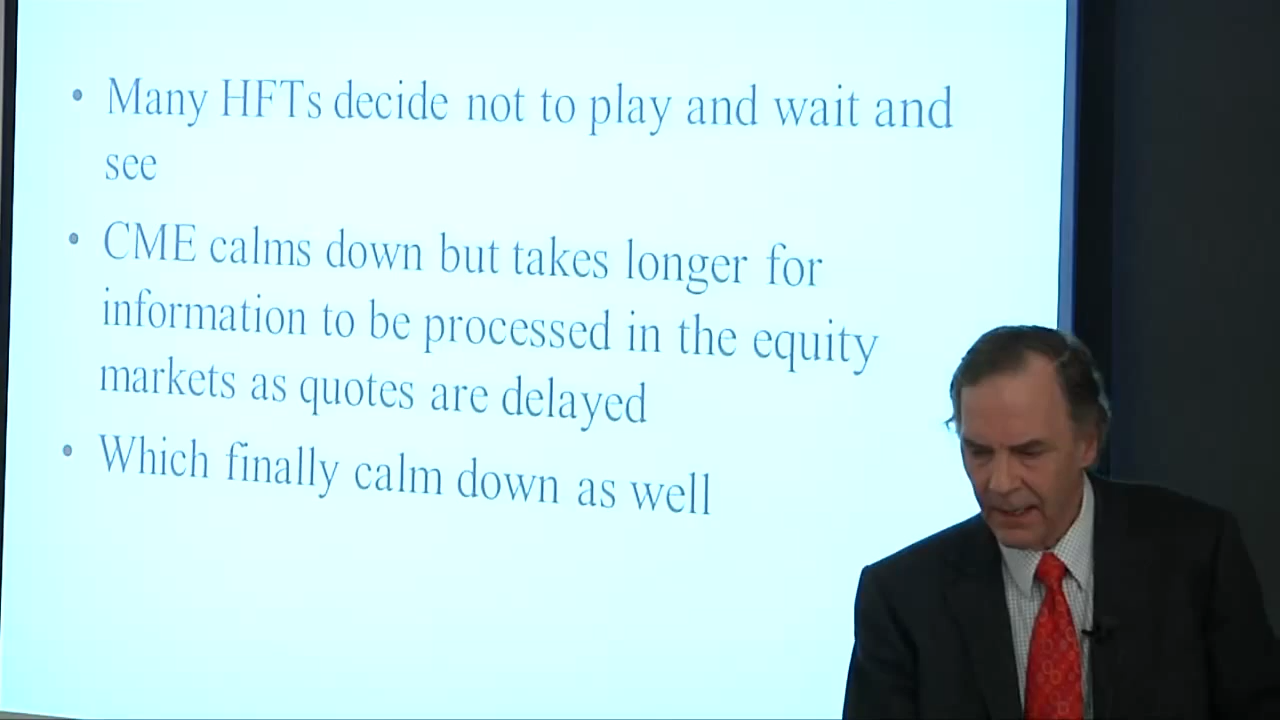 • Many HFTs decide not to play and wait and
see
• CME calms down but takes longer for
information to be processed in the equity
markets as quotes are delayed
• Which finally calm down as well